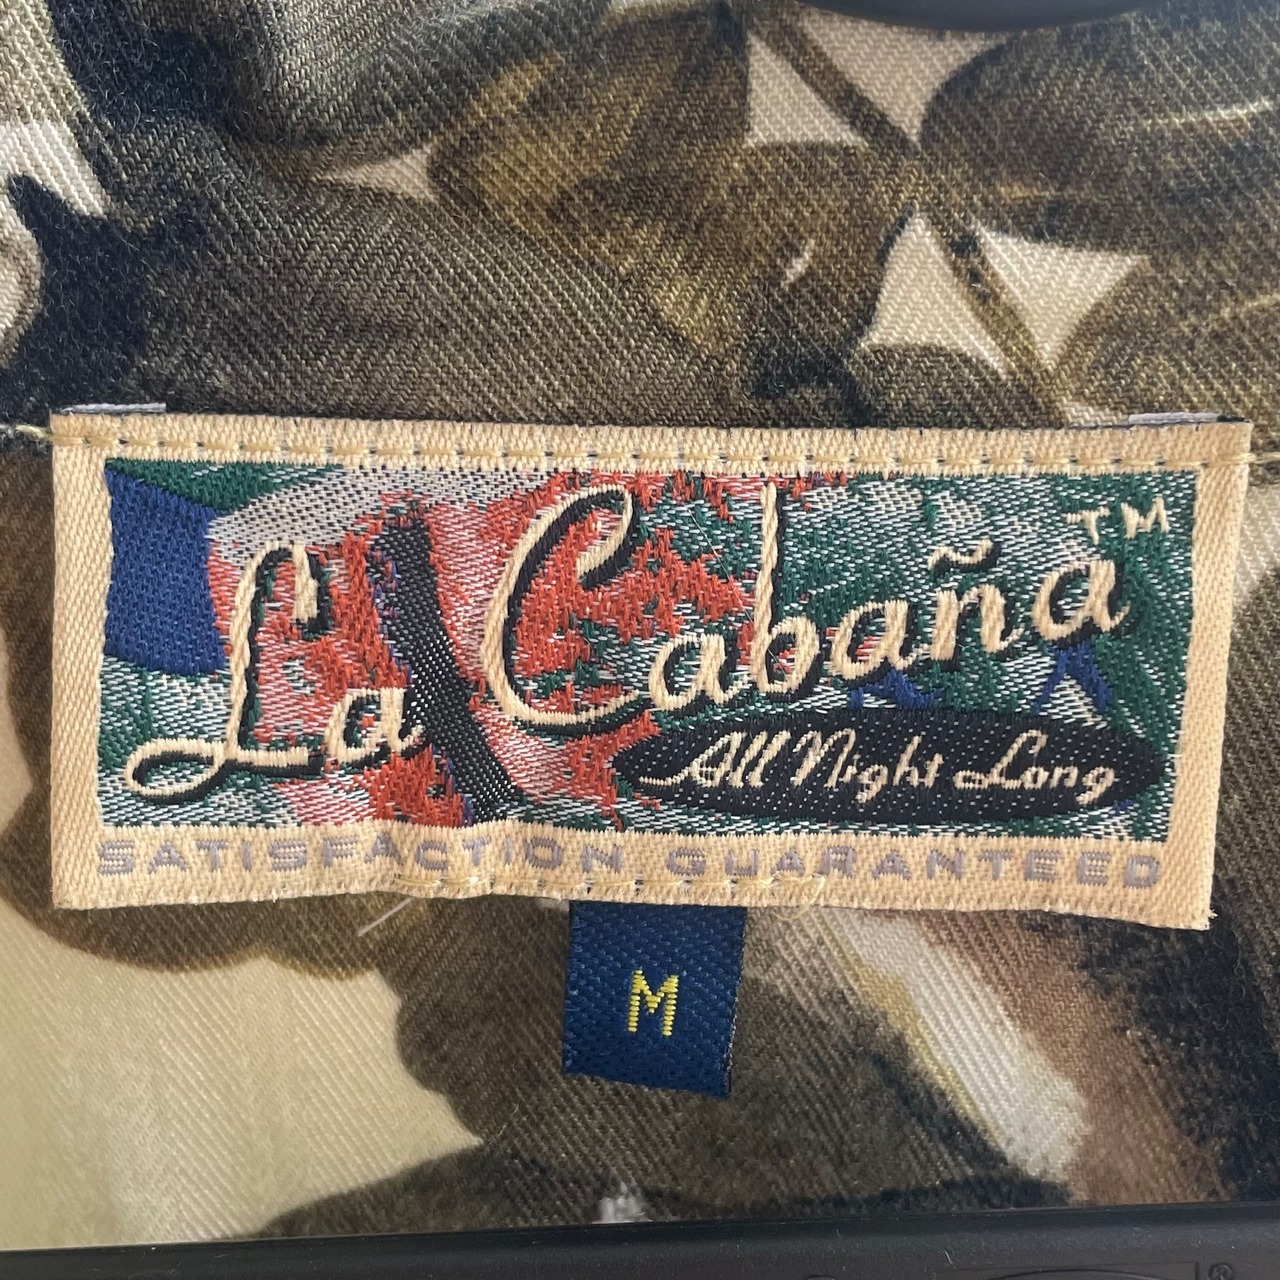 La Cabaña™
All Night Long
SATISFACTION GUARANTEED
M
®